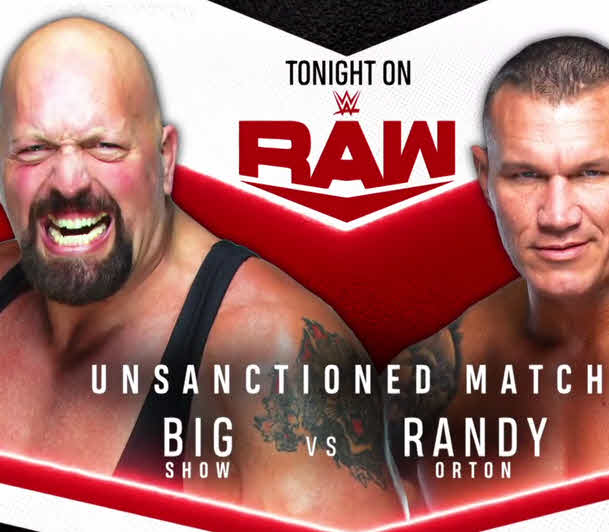 TONIGHT ON
W
RAW
UNSANCTIONED MATCH
BIG VS RANDY
SHOW ORTON